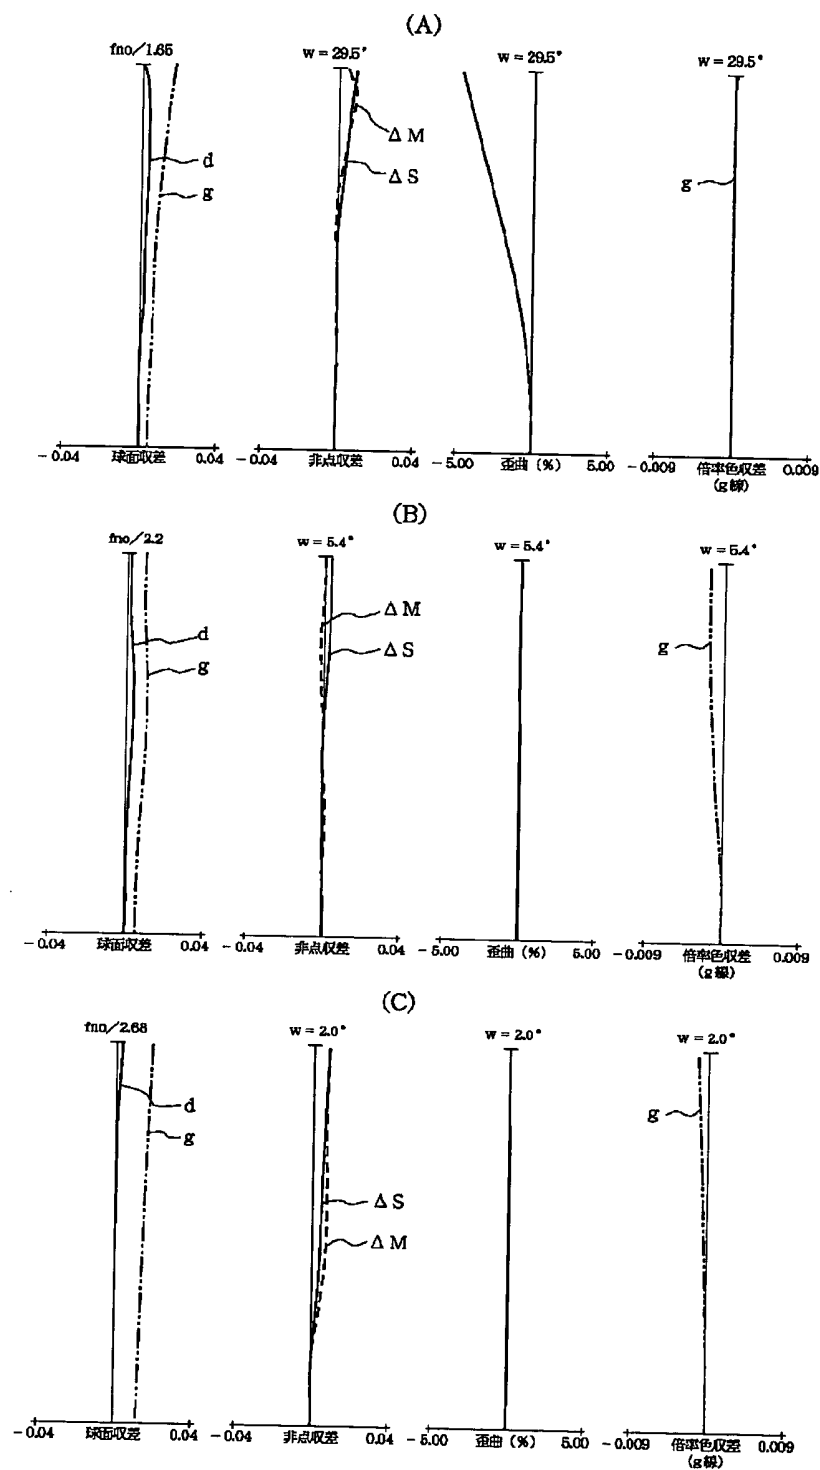 (A)
fno/1.65
w = 29.5°
w = 29.5°
w = 29.5°
ΔM
d
ΔS
g
g
-0.04 球面収差 0.04
-0.04 非点収差 0.04
-5.00 歪曲 (%) 5.00
-0.009 倍率色収差 0.009
(g線)
(B)
fno/2.2
w = 5.4°
w = 5.4°
w = 5.4°
ΔM
d
ΔS
g
g
-0.04 球面収差 0.04
-0.04 非点収差 0.04
-5.00 歪曲 (%) 5.00
-0.009 倍率色収差 0.009
(g線)
(C)
fno/2.68
w = 2.0°
w = 2.0°
w = 2.0°
d
g
g
ΔS
ΔM
-0.04 球面収差 0.04
-0.04 非点収差 0.04
-5.00 歪曲 (%) 5.00
-0.009 倍率色収差 0.009
(g線)